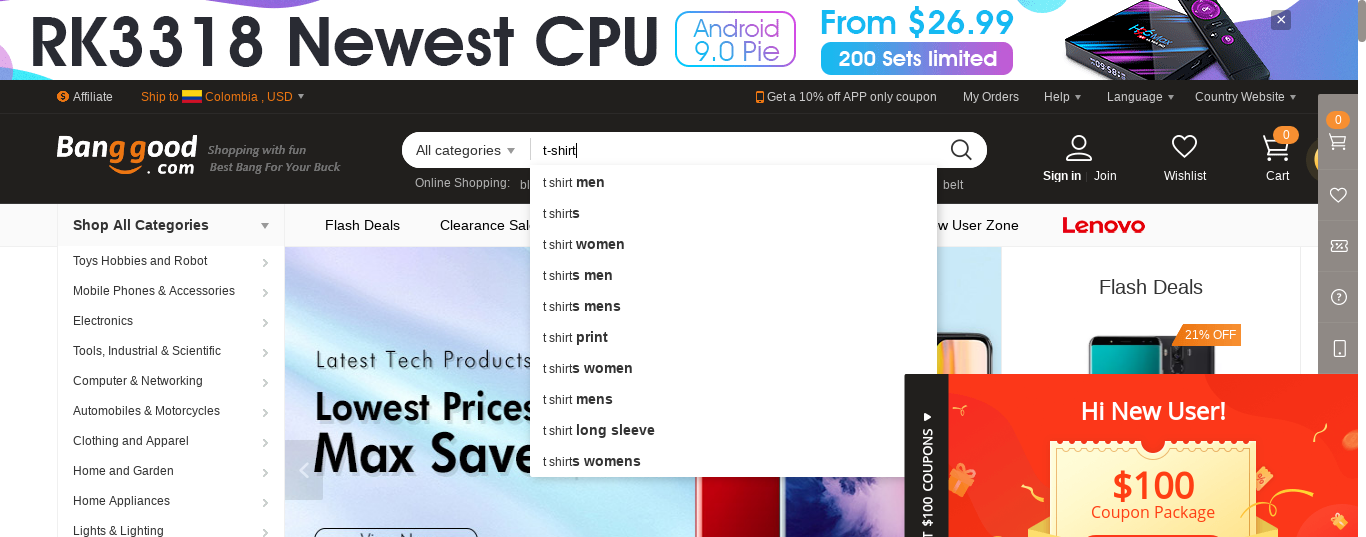 RK3318 Newest CPU
Android
9.0 Pie
From $26.99
200 Sets limited
Affiliate
Ship to Colombia , USD
Get a 10% off APP only coupon
My Orders
Help
Language
Country Website
Banggood
.com
Shopping with fun
Best Bang For Your Buck
All categories
t-shirt
Online Shopping:
belt
Sign in | Join
Wishlist
0
Cart
0
t shirt men
t shirts
t shirt women
t shirts men
t shirts mens
t shirt print
t shirts women
t shirt mens
t shirt long sleeve
t shirts womens
Shop All Categories
Flash Deals
Clearance Sal
User Zone
Lenovo
Toys Hobbies and Robot
Mobile Phones & Accessories
Electronics
Tools, Industrial & Scientific
Computer & Networking
Automobiles & Motorcycles
Clothing and Apparel
Home and Garden
Home Appliances
Lights & Lighting
Latest Tech Products
Lowest Prices
Max Save
Flash Deals
21% OFF
$100 COUPONS
Hi New User!
$100
Coupon Package